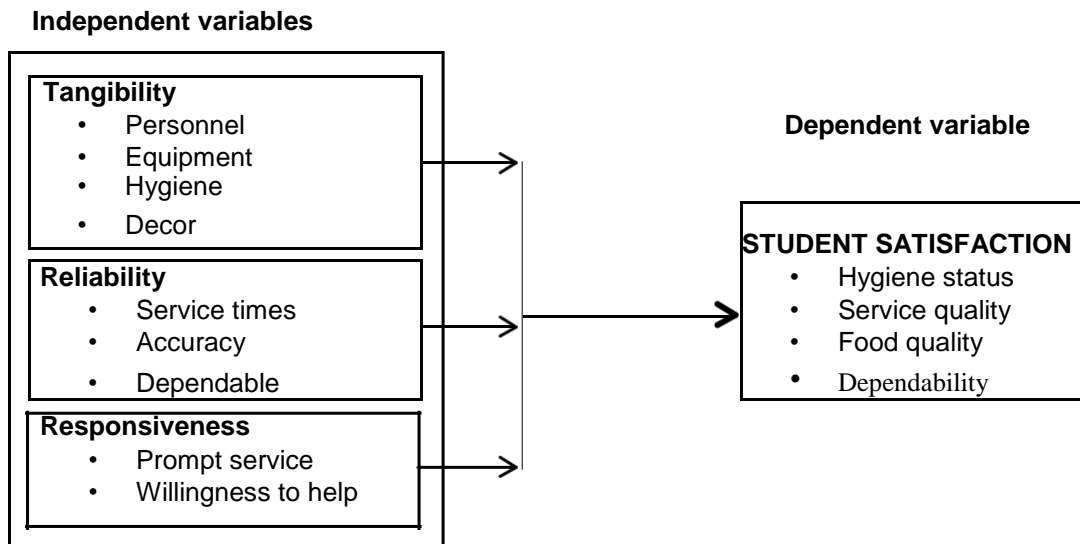 Independent variables
Tangibility
• Personnel
• Equipment
• Hygiene
• Decor
Reliability
• Service times
• Accuracy
• Dependable
Responsiveness
• Prompt service
• Willingness to help
Dependent variable
STUDENT SATISFACTION
• Hygiene status
• Service quality
• Food quality
• Dependability